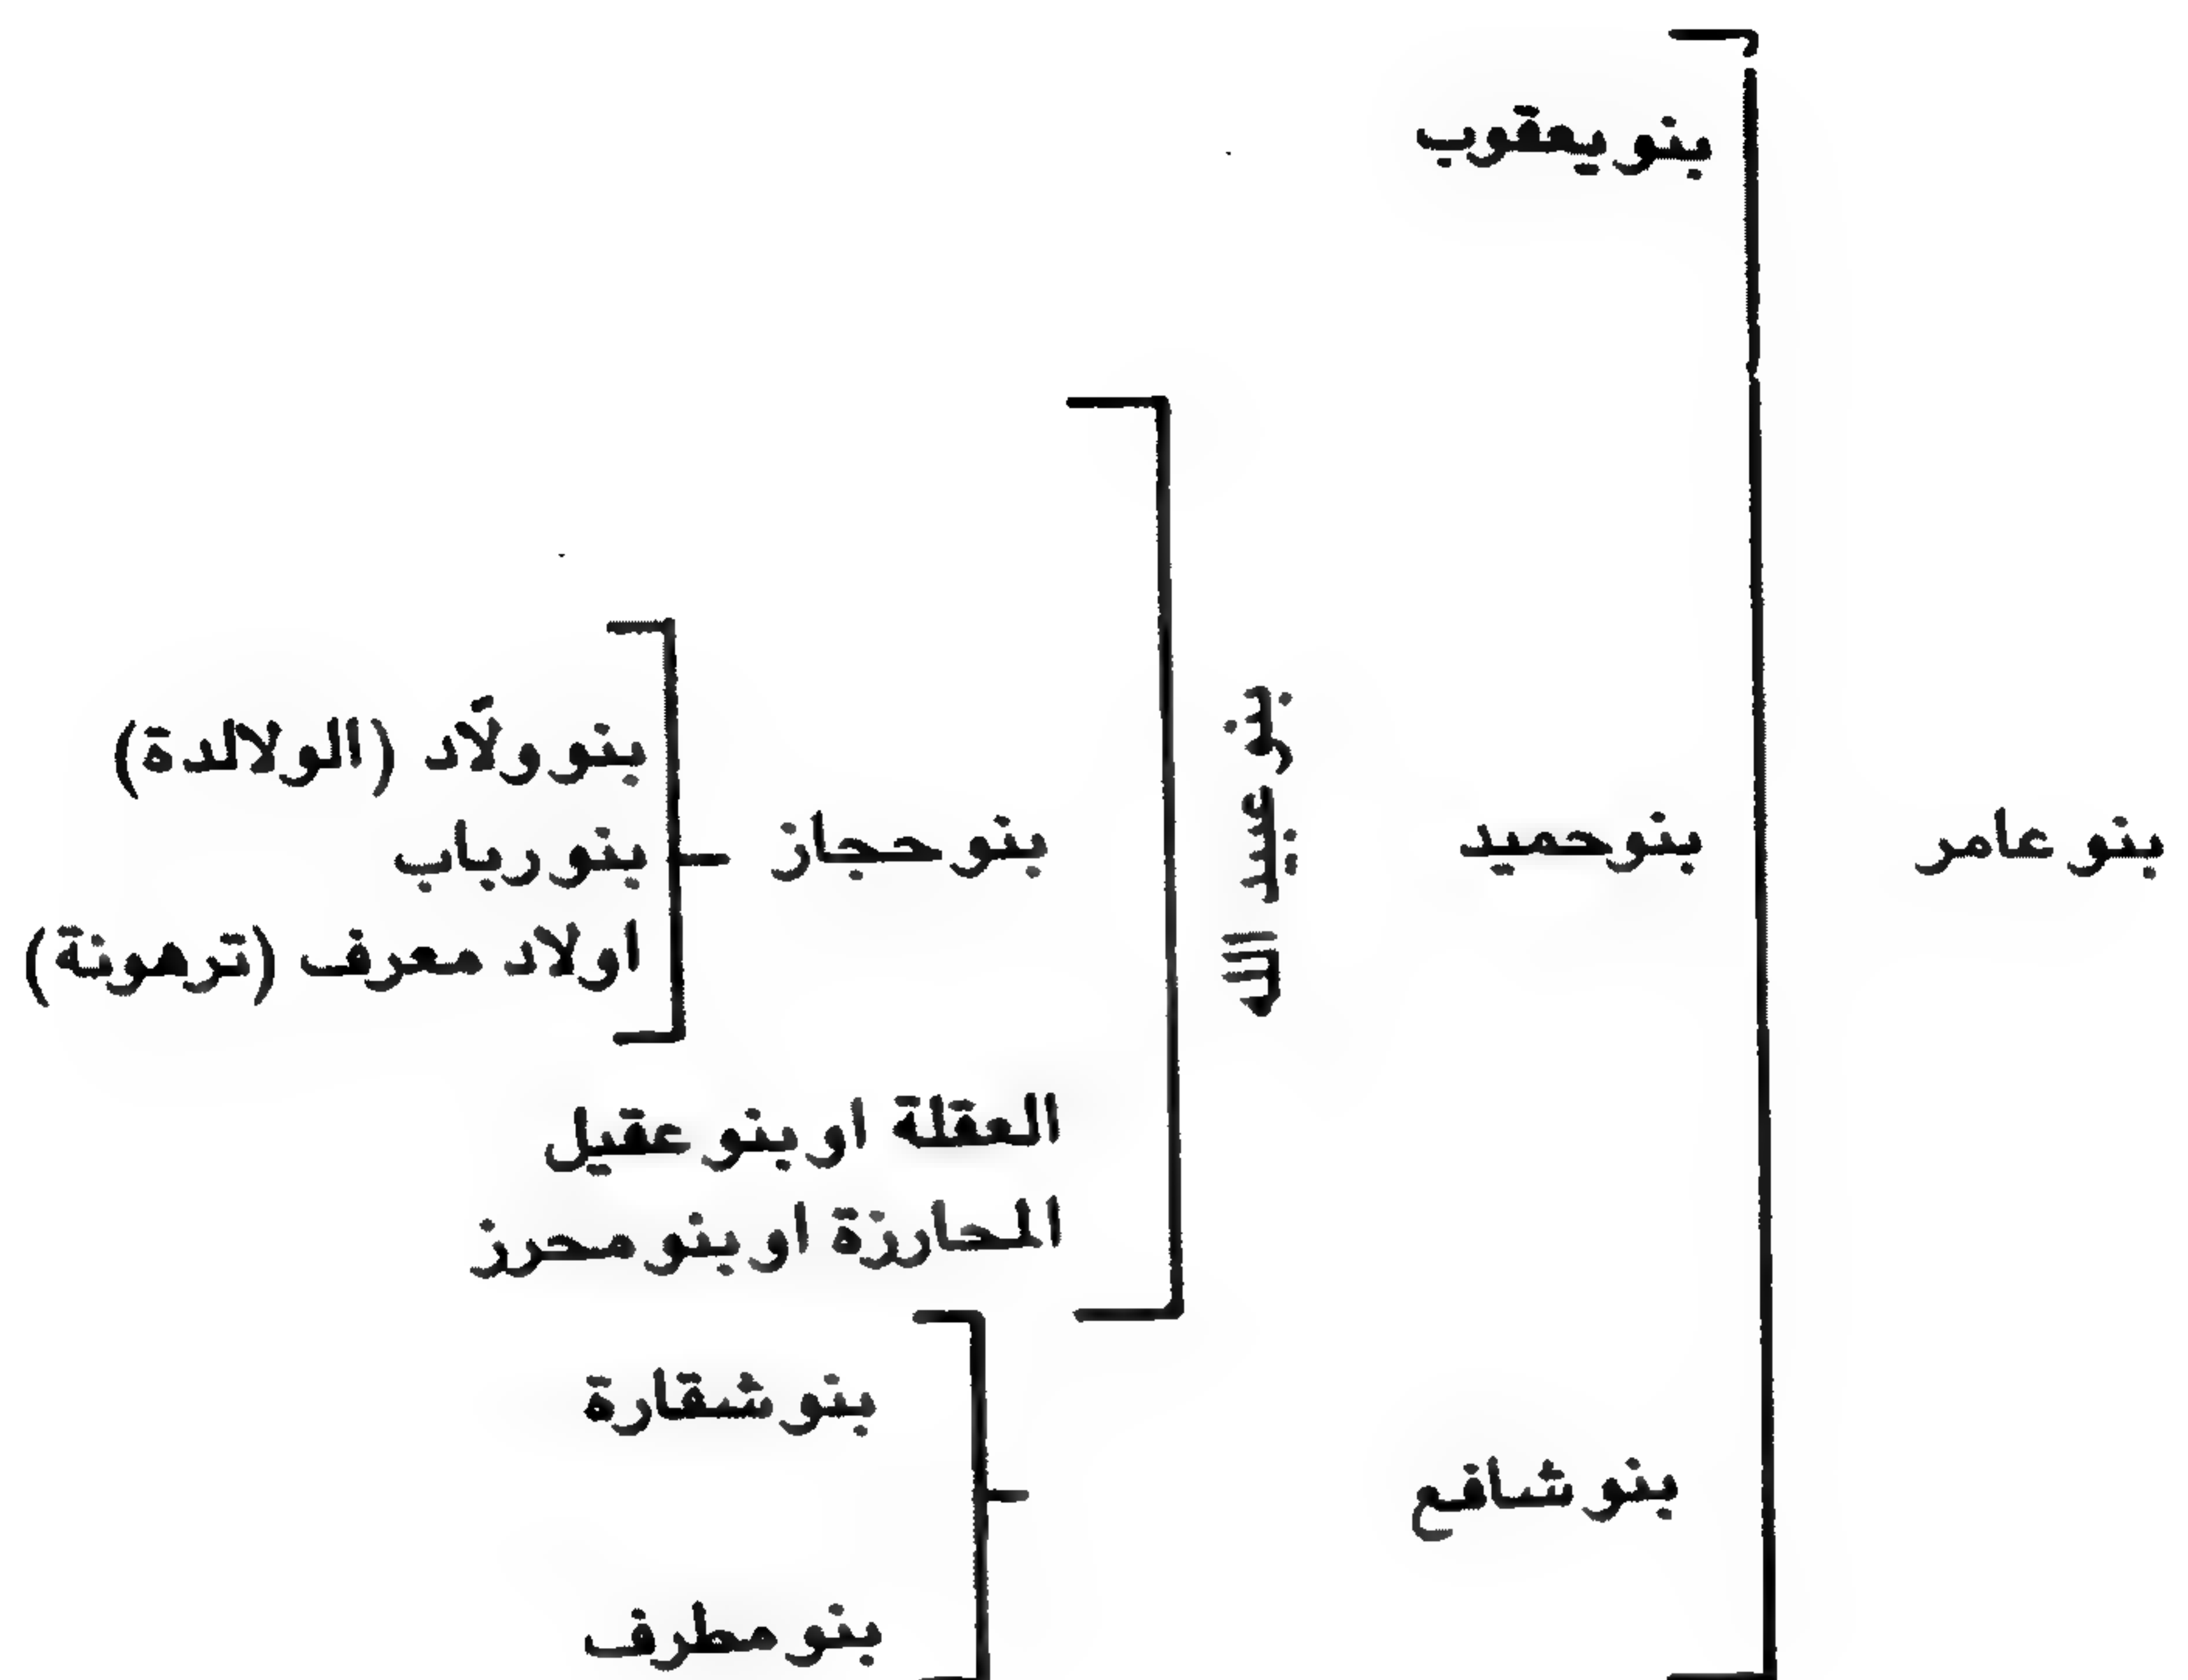 بنو عامر
بنو يعقوب
بنو حميد
بنو عبيد الله
بنو حجاز
بنو ولّاد (الولالدة)
بنو رباب
اولاد معرف (ترهونة)
العقلة او بنو عقيل
المحارزة او بنو محرز
بنو شافع
بنو شقارة
بنو مطرف